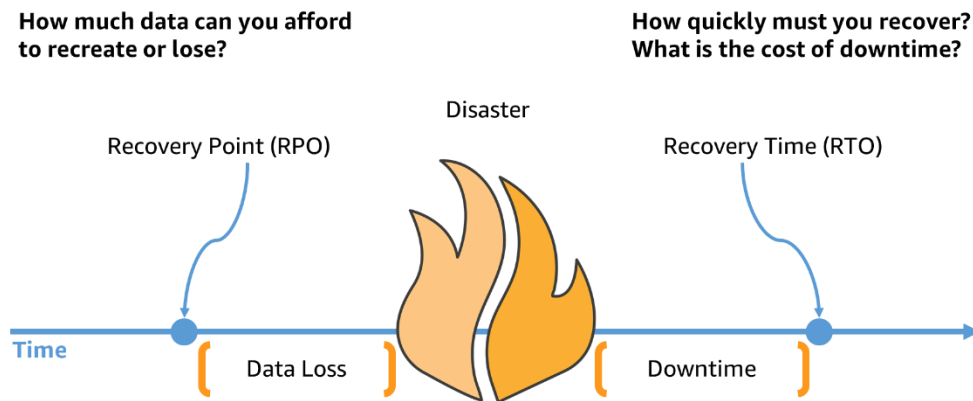 How much data can you afford
to recreate or lose?
How quickly must you recover?
What is the cost of downtime?
Disaster
Recovery Point (RPO)
Recovery Time (RTO)
Time
Data Loss
Downtime